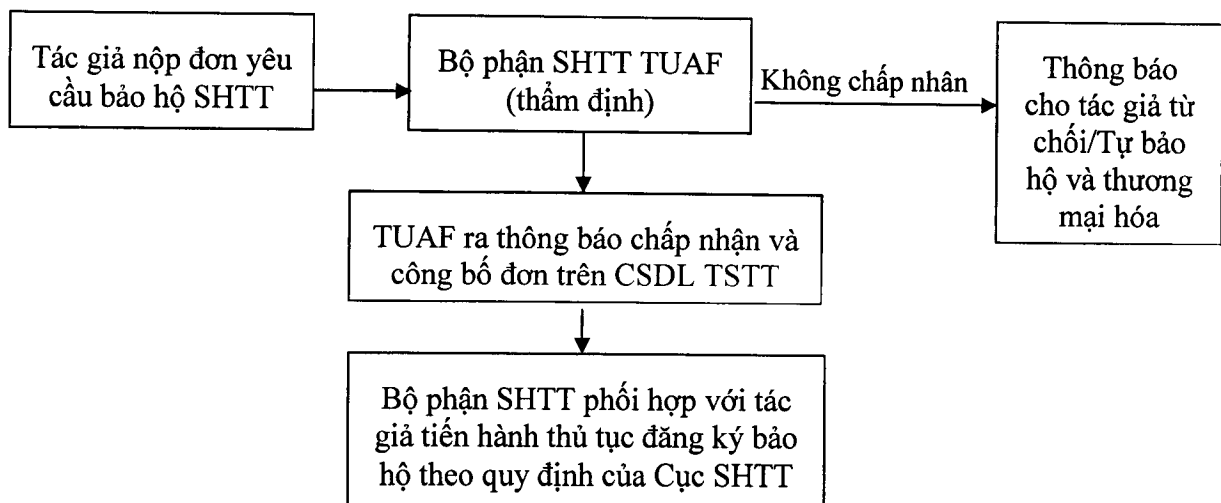 Tác giả nộp đơn yêu
cầu bảo hộ SHTT
Bộ phận SHTT TUAF
(thẩm định)
Không chấp nhân
Thông báo
cho tác giả từ
chối/Tự bảo
hộ và thương
mại hóa
TUAF ra thông báo chấp nhận và
công bố đơn trên CSDL TSTT
Bộ phận SHTT phối hợp với tác
giả tiến hành thủ tục đăng ký bảo
hộ theo quy định của Cục SHTT